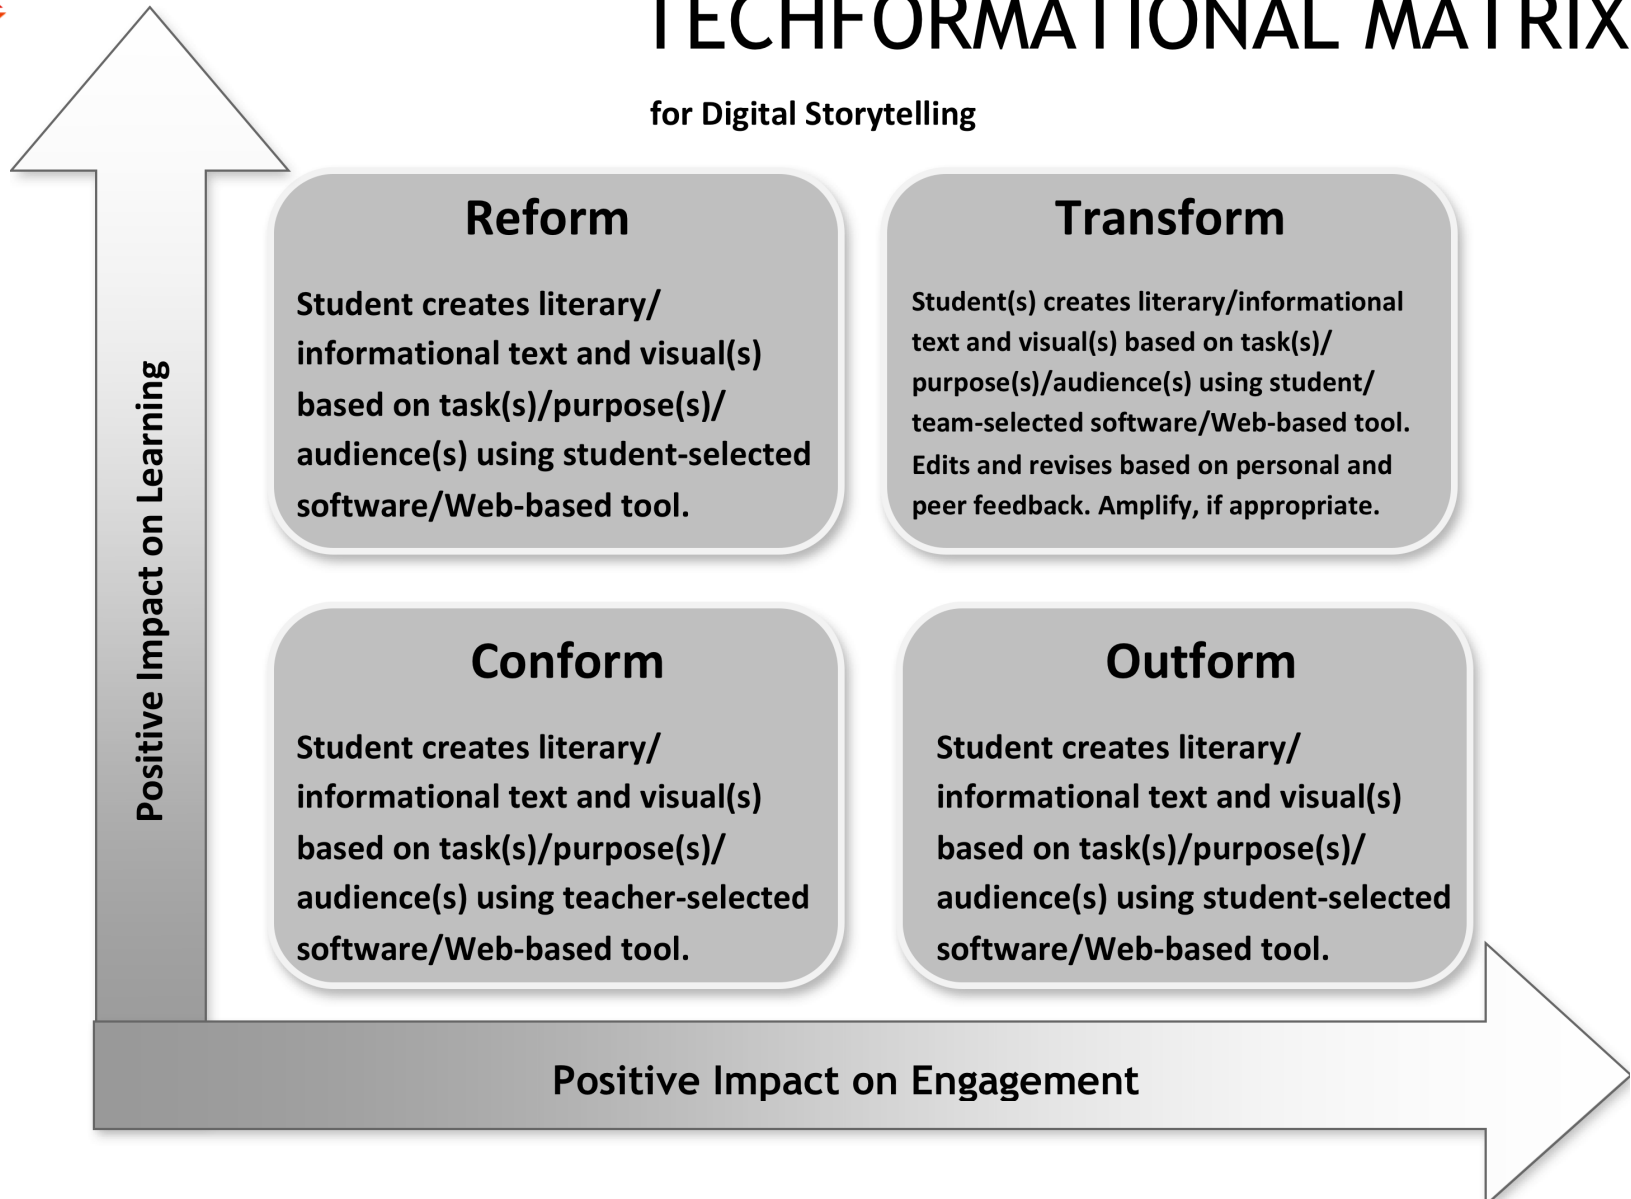 TECHFORMATIONAL MATRIX
for Digital Storytelling
Positive Impact on Learning
Reform
Student creates literary/
informational text and visual(s)
based on task(s)/purpose(s)/
audience(s) using student-selected
software/Web-based tool.
Transform
Student(s) creates literary/informational
text and visual(s) based on task(s)/
purpose(s)/audience(s) using student/
team-selected software/Web-based tool.
Edits and revises based on personal and
peer feedback. Amplify, if appropriate.
Conform
Student creates literary/
informational text and visual(s)
based on task(s)/purpose(s)/
audience(s) using teacher-selected
software/Web-based tool.
Outform
Student creates literary/
informational text and visual(s)
based on task(s)/purpose(s)/
audience(s) using student-selected
software/Web-based tool.
Positive Impact on Engagement